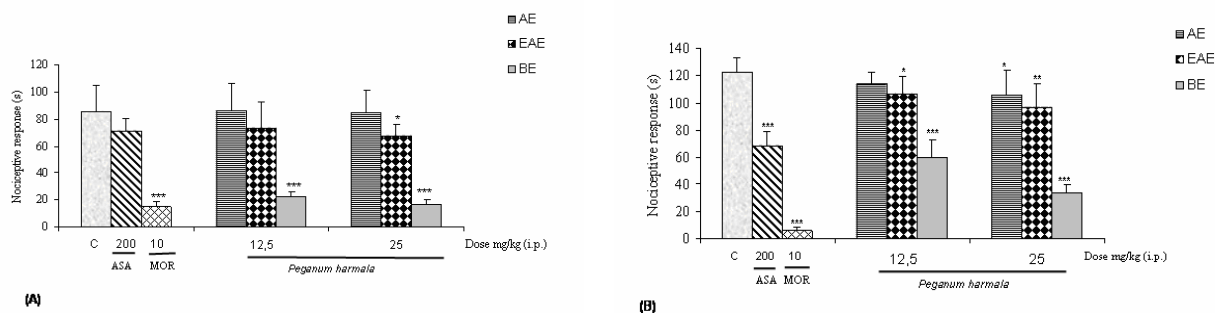 AE
EAE
BE
Nociceptive response (s)
120
100
80
60
40
20
0
***
***
*
***
C 200 10 12,5 25 Dose mg/kg (i.p.)
ASA MOR Peganum harmala
(A)
AE
EAE
BE
Nociceptive response (s)
140
120
100
80
60
40
20
0
***
***
*
***
*
**
***
C 200 10 12,5 25 Dose mg/kg (i.p.)
ASA MOR Peganum harmala
(B)